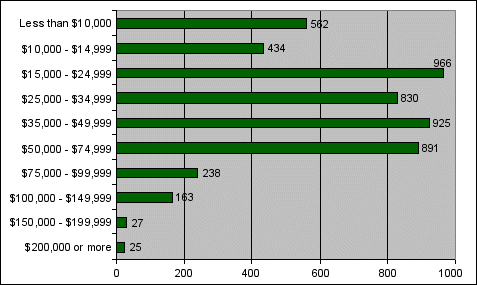 Less than $10,000 562
$10,000 - $14,999 434
$15,000 - $24,999 966
$25,000 - $34,999 830
$35,000 - $49,999 925
$50,000 - $74,999 891
$75,000 - $99,999 238
$100,000 - $149,999 163
$150,000 - $199,999 27
$200,000 or more 25
0 200 400 600 800 1000